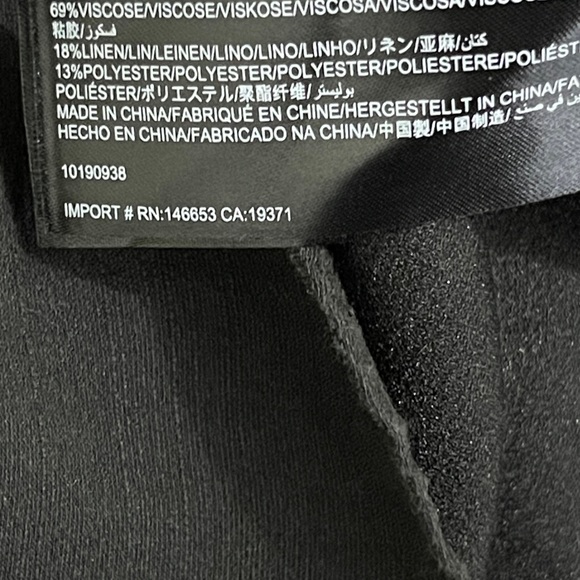 69%VISCOSE/VISCOSE/VISKOSE/VISCOSA/VISCOSA/VISCOSE
粘胶/فسكوز/
18%LINEN/LIN/LEINEN/LINO/LINO/LINHO/リネン/亚麻/كتان/
13%POLYESTER/POLYESTER/POLYESTER/POLIESTERE/POLIÉST
POLIÉSTER/ポリエステル/聚酯纤维/بوليستر/
MADE IN CHINA/FABRIQUÉ EN CHINE/HERGESTELLT IN CHINA/FA
HECHO EN CHINA/FABRICADO NA CHINA/中国製/中国制造/ صنع في
10190938
IMPORT # RN:146653 CA:19371